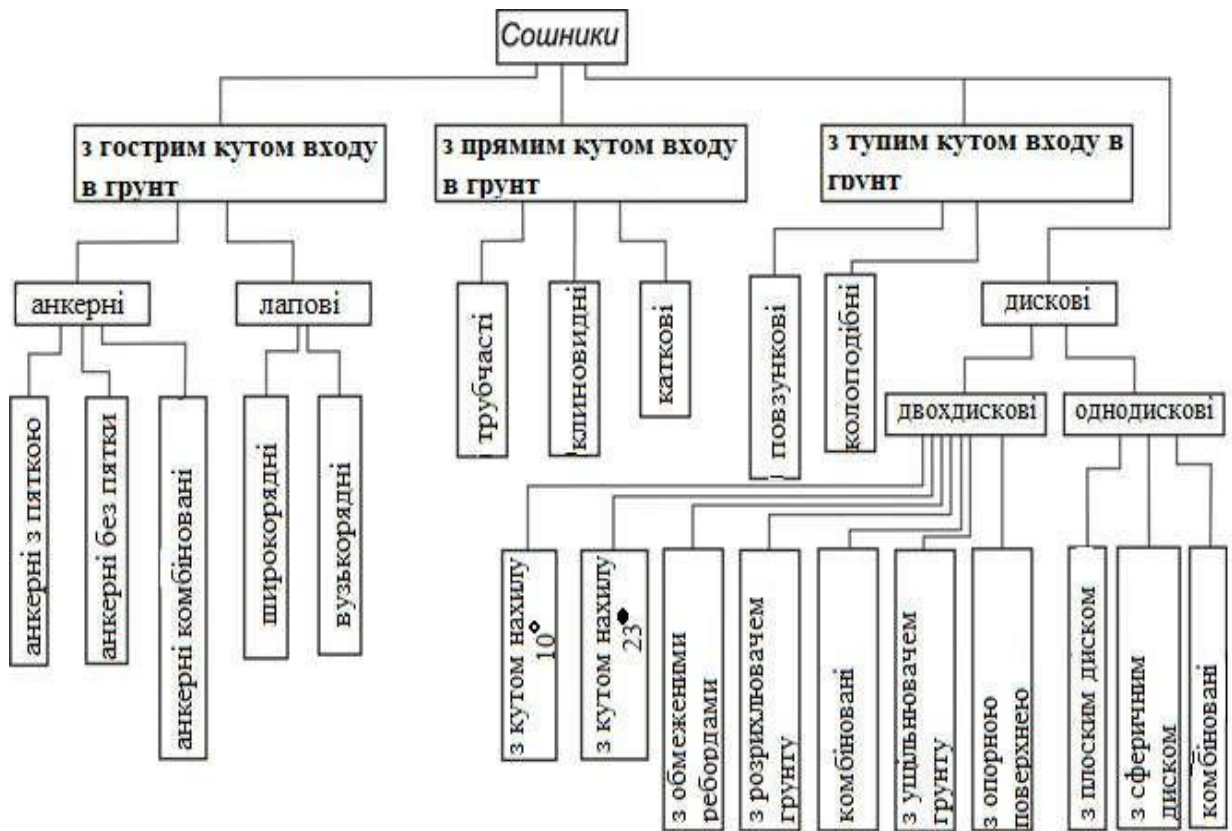 Сошники
з гострим кутом входу
в грунт
з прямим кутом входу
в грунт
з тупим кутом входу в
грунт
анкерні
лапові
трубчасті
клиновидні
каткові
повзункові
колоподібні
дискові
двохдискові
однодискові
анкерні з пяткою
анкерні без пятки
анкерні комбіновані
широкорядні
вузькорядні
з кутом нахилу
10°
з кутом нахилу
23°
з обмеженими
ребордами
з розрихлювачем
грунту
комбіновані
з ущільнювачем
грунту
з опорною
поверхнею
з плоским диском
з сферичним
диском
комбіновані